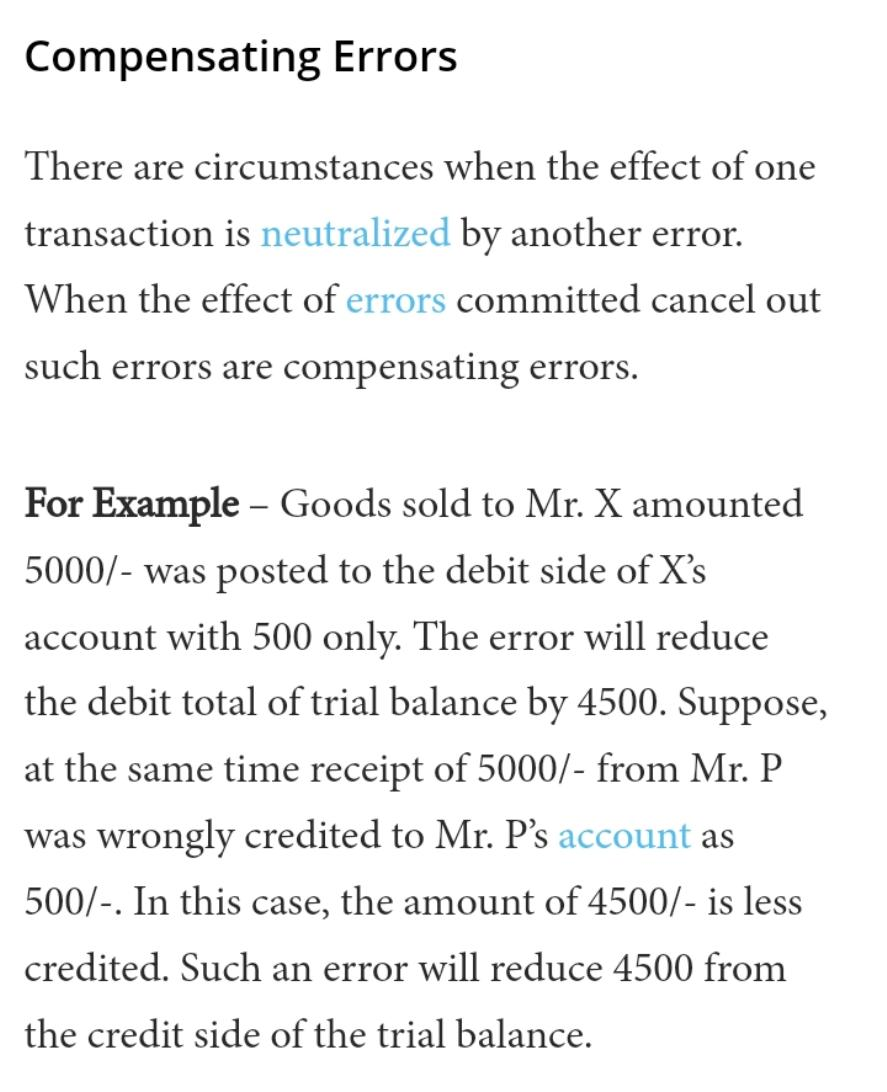 Compensating Errors
There are circumstances when the effect of one
transaction is neutralized by another error.
When the effect of errors committed cancel out
such errors are compensating errors.
For Example – Goods sold to Mr. X amounted
5000/- was posted to the debit side of X’s
account with 500 only. The error will reduce
the debit total of trial balance by 4500. Suppose,
at the same time receipt of 5000/- from Mr. P
was wrongly credited to Mr. P’s account as
500/-. In this case, the amount of 4500/- is less
credited. Such an error will reduce 4500 from
the credit side of the trial balance.